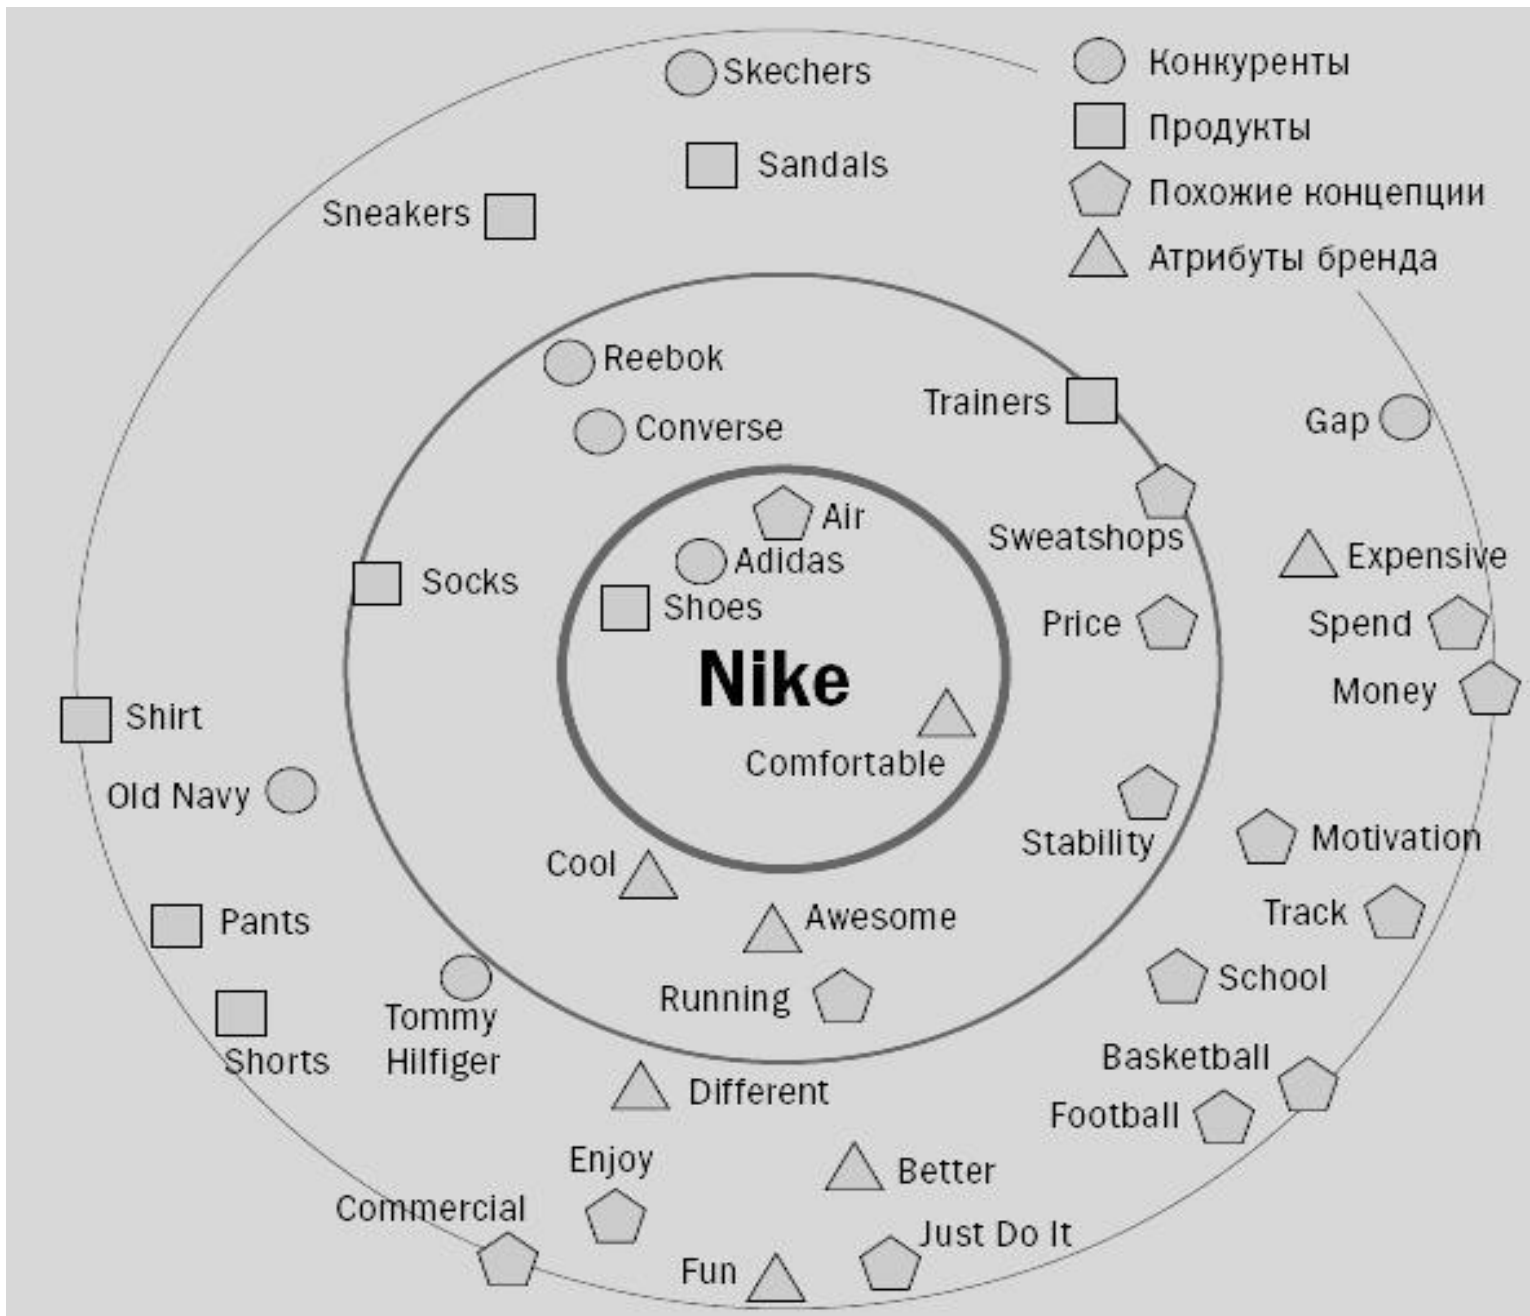 Skechers
Конкуренты
Продукты
Sandals
Похожие концепции
Sneakers
Атрибуты бренда
Reebok
Trainers
Gap
Converse
Air
Sweatshops
Adidas
Expensive
Socks
Shoes
Price
Spend
Nike
Money
Shirt
Comfortable
Old Navy
Stability
Motivation
Cool
Awesome
Track
Pants
School
Running
Tommy
Hilfiger
Shorts
Basketball
Different
Football
Enjoy
Better
Commercial
Just Do It
Fun